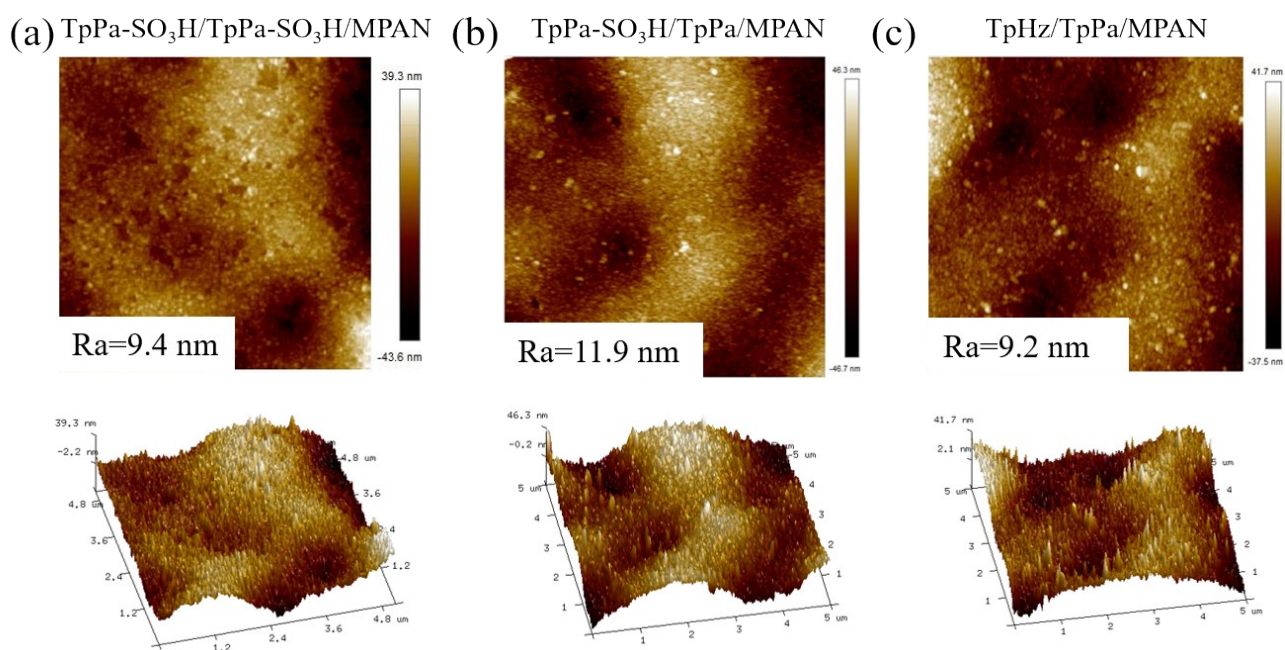 (a) TpPa-SO₃H/TpPa-SO₃H/MPAN
39.3 nm
-43.6 nm
Ra=9.4 nm
(b) TpPa-SO₃H/TpPa/MPAN
46.3 nm
-46.7 nm
Ra=11.9 nm
(c) TpHz/TpPa/MPAN
41.7 nm
-37.5 nm
Ra=9.2 nm
39.3 nm
-2.2 nm
4.8 um
3.6
2.4
1.2
1.2
2.4
3.6
4.8 um
1.2
2.4
3.6
4.8 um
46.3 nm
-0.2 nm
5 um
4
3
2
1
1
2
3
4
5 um
1
2
3
4
5 um
41.7 nm
2.1 nm
5 um
4
3
2
1
1
2
3
4
5 um
1
2
3
4
5 um